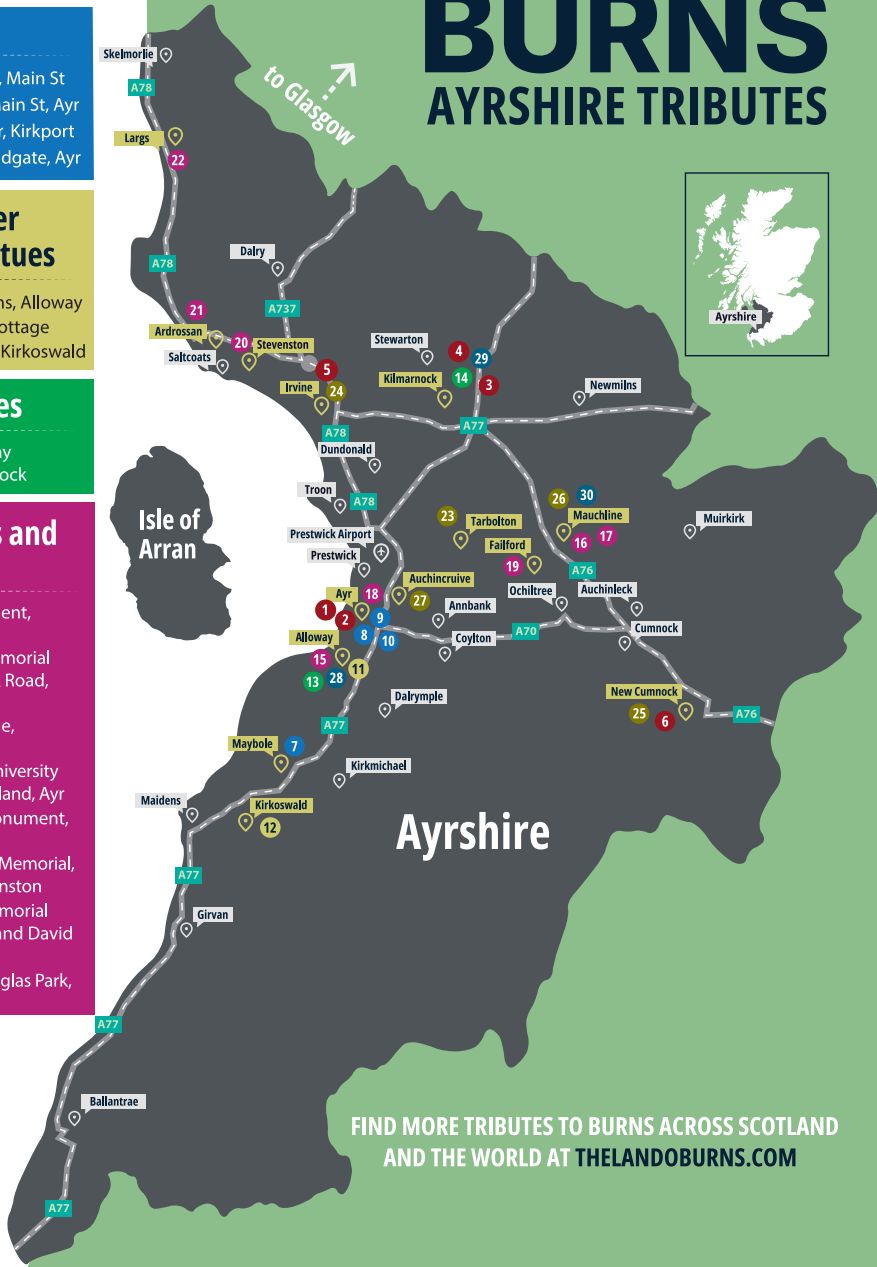 BURNS
AYRSHIRE TRIBUTES
, Main St
ain St, Ayr
r, Kirkport
dgate, Ayr
er
tues
ns, Alloway
ottage
Kirkoswald
es
ay
ock
s and
ent,
emorial
Road,
e,
niversity
land, Ayr
onument,
Memorial,
nston
morial
and David
glas Park,
to Glasgow
Skelmorlie
A78
Largs
22
A78
Dalry
A737
21
Ardrossan
20
Stevenston
Saltcoats
5
Irvine
24
Stewarton
4
29
14
3
Kilmarnock
Newmilns
A77
A78
Dundonald
Troon
A78
Prestwick Airport
Prestwick
Isle of
Arran
23
Tarbolton
Failford
19
26
30
Mauchline
16
17
Muirkirk
A76
Auchincruive
27
Ayr
18
1
2
9
8
10
Annbank
Ochiltree
Auchinleck
Coylton
A70
Cumnock
Alloway
15
11
13
28
Dalrymple
New Cumnock
25
6
A76
A77
Maybole
7
Kirkmichael
Maidens
Kirkoswald
12
Ayrshire
A77
Girvan
A77
Ballantrae
A77
Ayrshire
FIND MORE TRIBUTES TO BURNS ACROSS SCOTLAND
AND THE WORLD AT THELANDOBURNS.COM